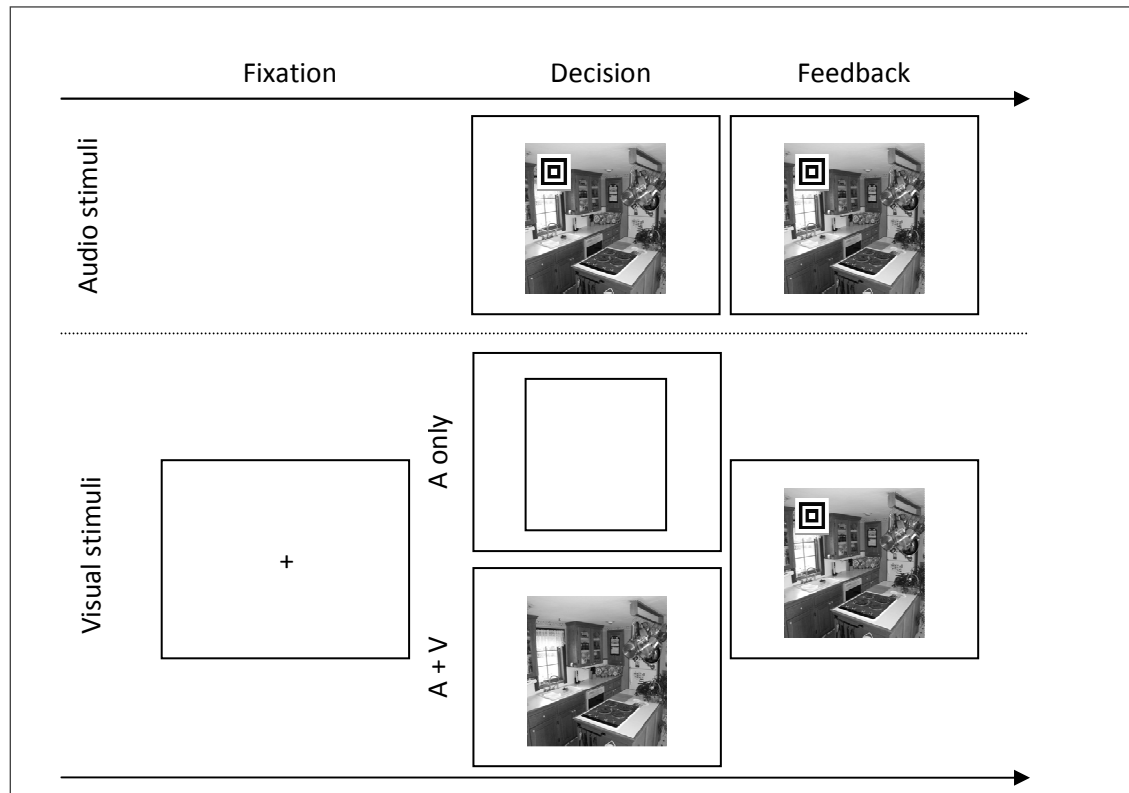 Fixation
Decision
Feedback
Audio stimuli
A only
Visual stimuli
+
A + V